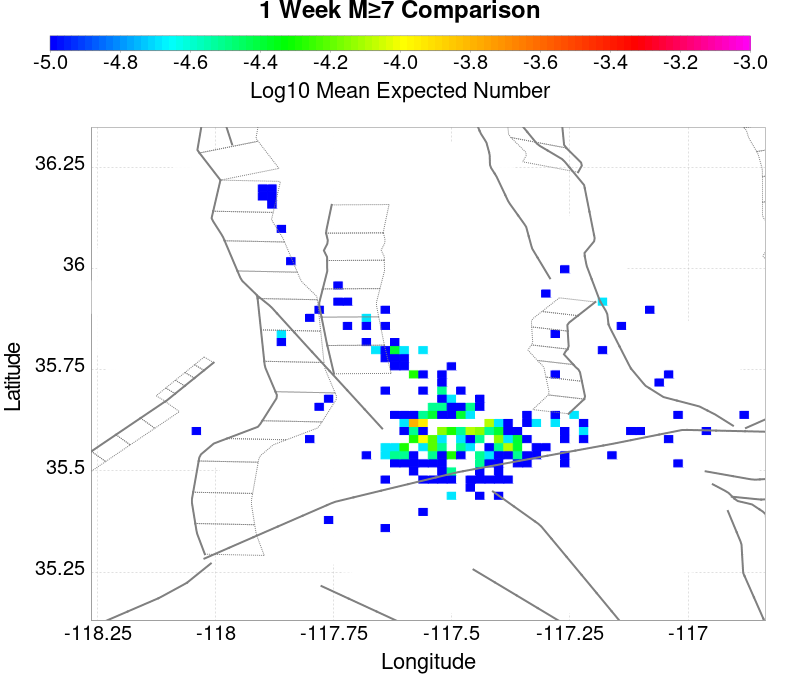 1 Week M≥7 Comparison
-5.0 -4.8 -4.6 -4.4 -4.2 -4.0 -3.8 -3.6 -3.4 -3.2 -3.0
Log10 Mean Expected Number
36.25
36
35.75
35.5
35.25
Latitude
-118.25 -118 -117.75 -117.5 -117.25 -117
Longitude